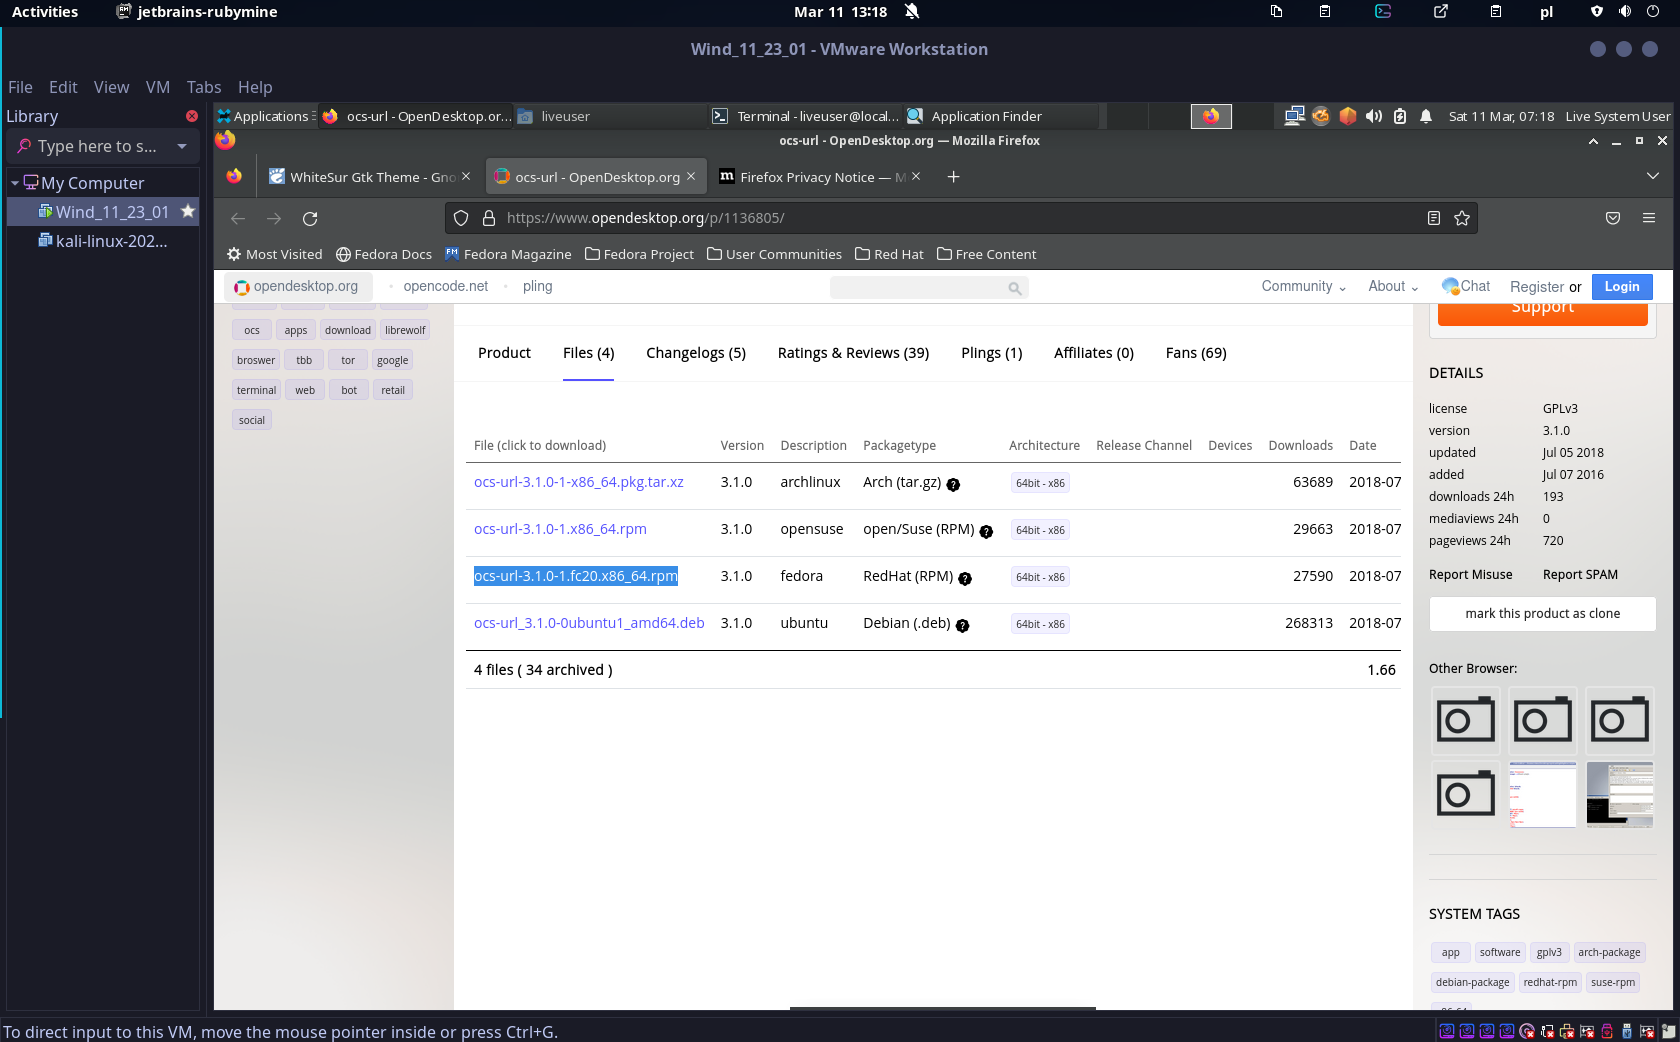 Activities jetbrains-rubymine Mar 11 13:18 pl
Wind_11_23_01 - VMware Workstation
File Edit View VM Tabs Help
Library
Type here to s...
My Computer
Wind_11_23_01
kali-linux-202...
Applications ocs-url - OpenDesktop.or... liveuser Terminal - liveuser@local... Application Finder Sat 11 Mar, 07:18 Live System User
ocs-url - OpenDesktop.org — Mozilla Firefox
WhiteSur Gtk Theme - Gno ocs-url - OpenDesktop.org Firefox Privacy Notice — M
https://www.opendesktop.org/p/1136805/
Most Visited Fedora Docs Fedora Magazine Fedora Project User Communities Red Hat Free Content
opendesktop.org opencode.net pling Community About Chat Register or Login
ocs apps download librewolf
broswer tbb tor google
terminal web bot retail
social
Product Files (4) Changelogs (5) Ratings & Reviews (39) Plings (1) Affiliates (0) Fans (69)
File (click to download) Version Description Packagetype Architecture Release Channel Devices Downloads Date
ocs-url-3.1.0-1-x86_64.pkg.tar.xz 3.1.0 archlinux Arch (tar.gz) ? 64bit - x86 63689 2018-07
ocs-url-3.1.0-1.x86_64.rpm 3.1.0 opensuse open/Suse (RPM) ? 64bit - x86 29663 2018-07
ocs-url-3.1.0-1.fc20.x86_64.rpm 3.1.0 fedora RedHat (RPM) ? 64bit - x86 27590 2018-07
ocs-url_3.1.0-0ubuntu1_amd64.deb 3.1.0 ubuntu Debian (.deb) ? 64bit - x86 268313 2018-07
4 files ( 34 archived ) 1.66
Support
DETAILS
license GPLv3
version 3.1.0
updated Jul 05 2018
added Jul 07 2016
downloads 24h 193
mediaviews 24h 0
pageviews 24h 720
Report Misuse Report SPAM
mark this product as clone
Other Browser:
SYSTEM TAGS
app software gplv3 arch-package
debian-package redhat-rpm suse-rpm
To direct input to this VM, move the mouse pointer inside or press Ctrl+G.